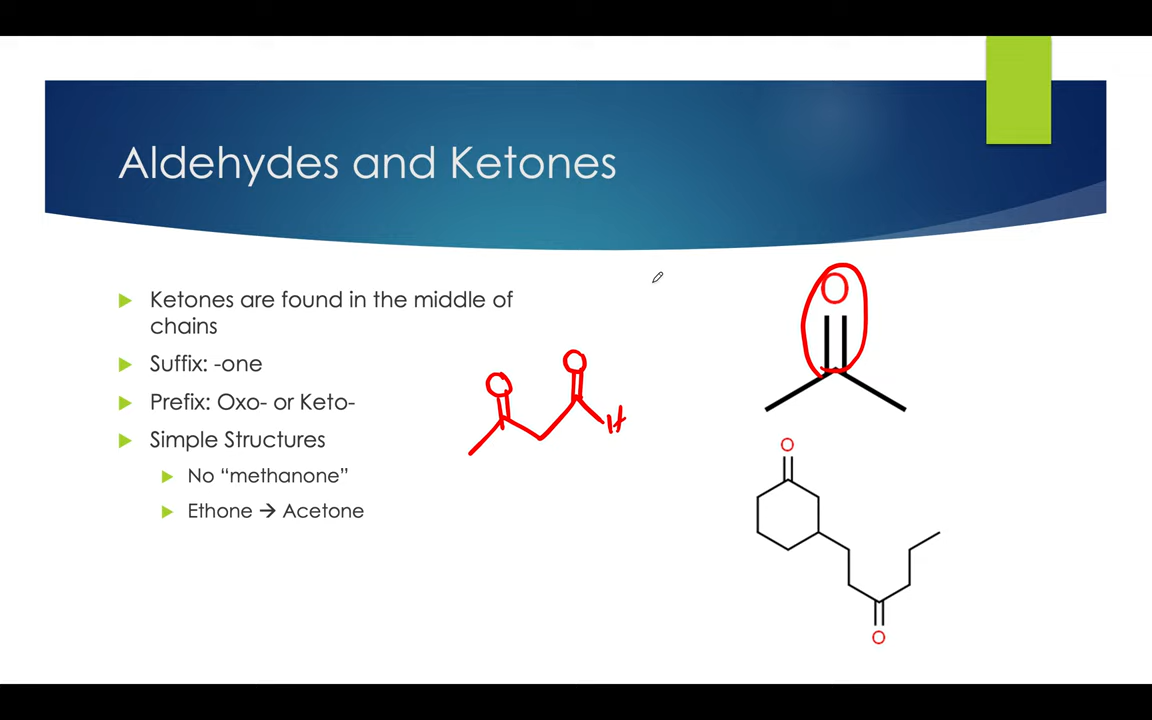 Aldehydes and Ketones
Ketones are found in the middle of
chains
Suffix: -one
Prefix: Oxo- or Keto-
Simple Structures
No “methanone”
Ethone → Acetone
O
O
H
O
O
O